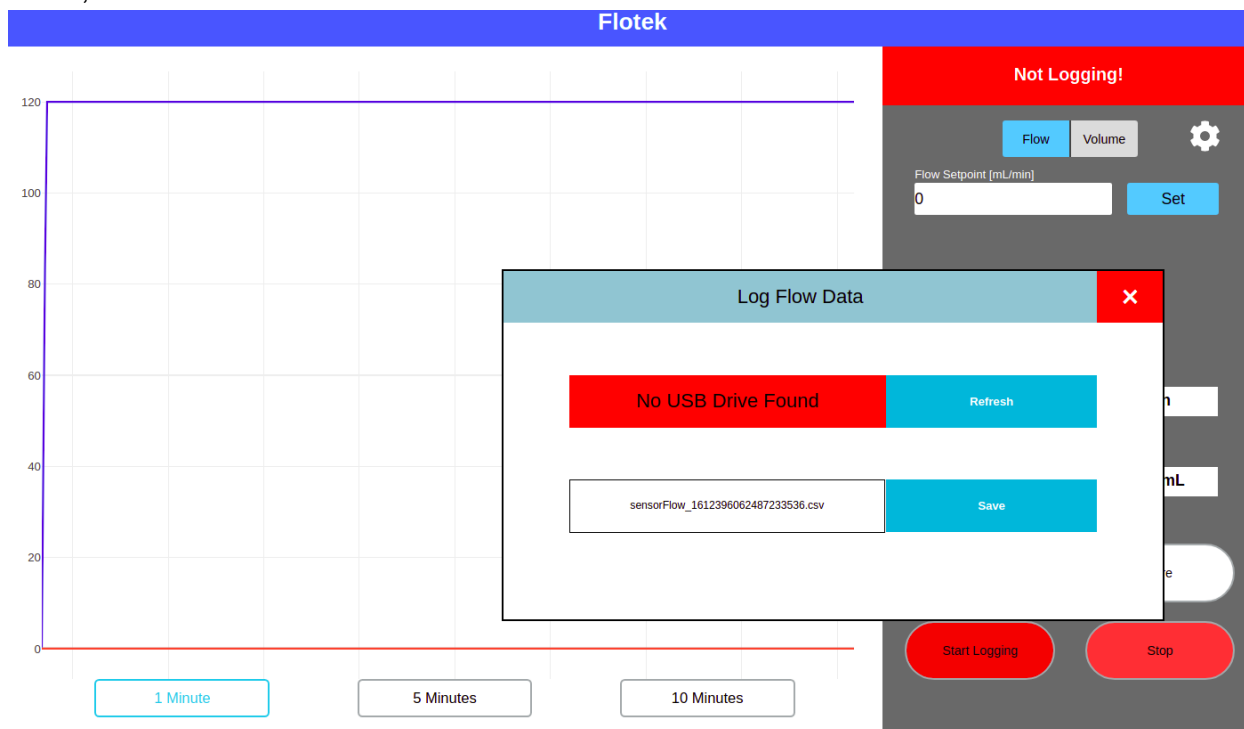 Flotek
Not Logging!
120
100
80
60
40
20
0
Flow Volume
Flow Setpoint [mL/min]
0 Set
Log Flow Data ×
No USB Drive Found Refresh
sensorFlow_1612396062487233536.csv Save
mL
Start Logging Stop
1 Minute 5 Minutes 10 Minutes